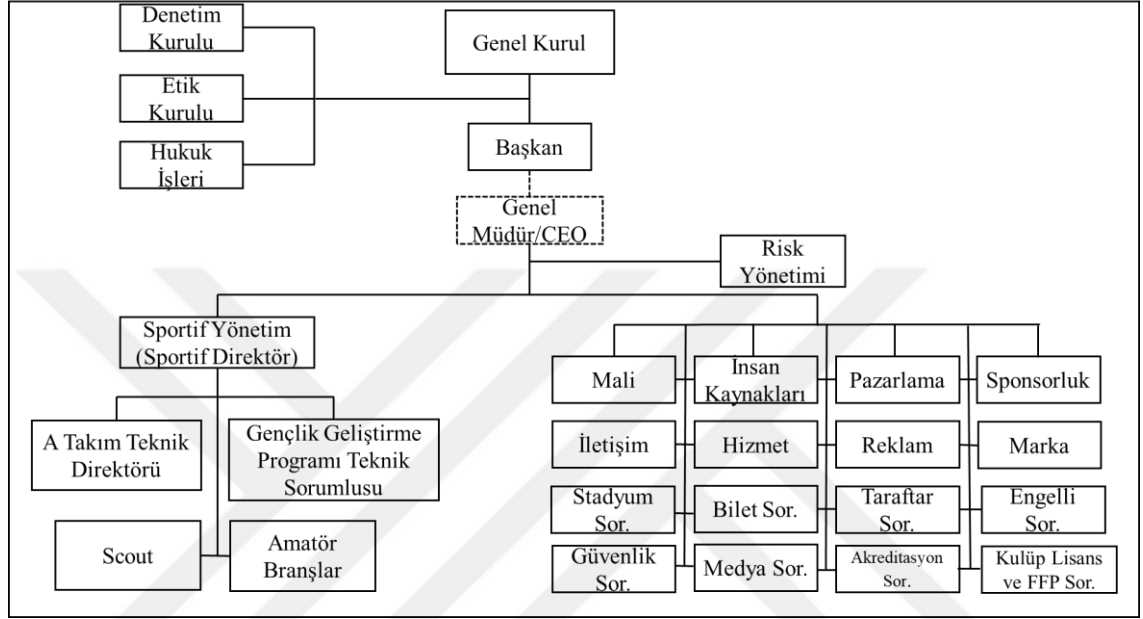 Denetim
Kurulu
Genel Kurul
Etik
Kurulu
Başkan
Hukuk
İşleri
Genel
Müdür/CEO
Risk
Yönetimi
Sportif Yönetim
(Sportif Direktör)
A Takım Teknik
Direktörü
Gençlik Geliştirme
Programı Teknik
Sorumlusu
Scout
Amatör
Branşlar
Mali
İnsan
Kaynakları
Pazarlama
Sponsorluk
İletişim
Hizmet
Reklam
Marka
Stadyum
Sor.
Bilet Sor.
Taraftar
Sor.
Engelli
Sor.
Güvenlik
Sor.
Medya Sor.
Akreditasyon
Sor.
Kulüp Lisans
ve FFP Sor.